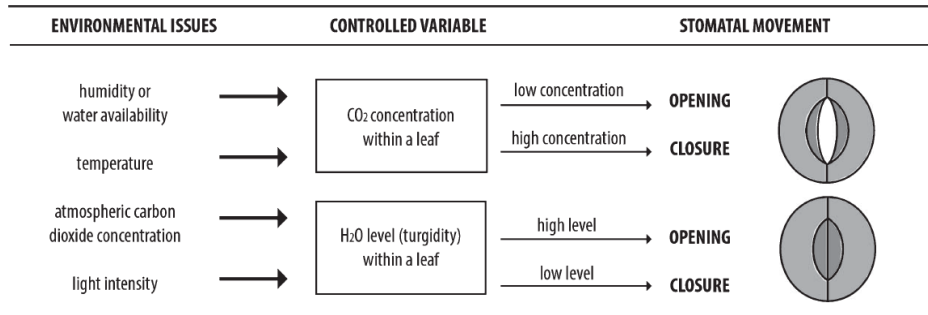 ENVIRONMENTAL ISSUES CONTROLLED VARIABLE STOMATAL MOVEMENT
humidity or
water availability
temperature
atmospheric carbon
dioxide concentration
light intensity
CO₂ concentration
within a leaf
H₂O level (turgidity)
within a leaf
low concentration
high concentration
high level
low level
OPENING
CLOSURE
OPENING
CLOSURE